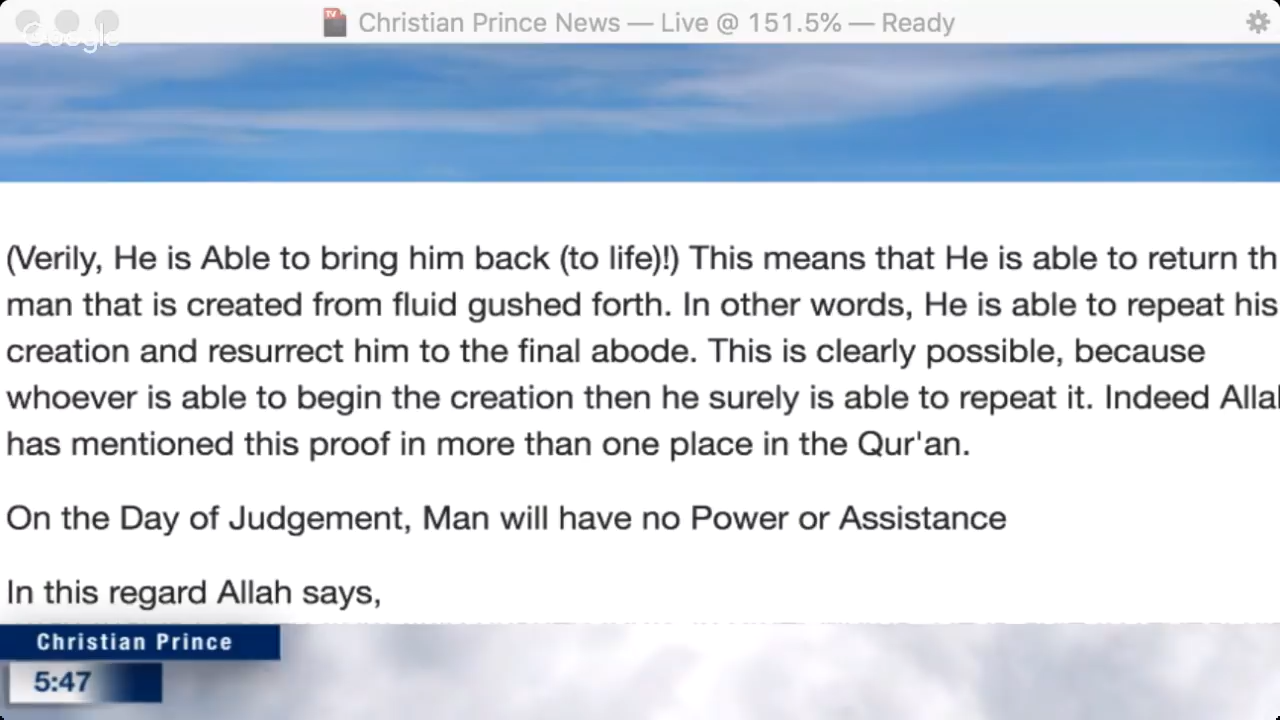 Christian Prince News — Live @ 151.5% — Ready
Google
(Verily, He is Able to bring him back (to life)!) This means that He is able to return th
man that is created from fluid gushed forth. In other words, He is able to repeat his
creation and resurrect him to the final abode. This is clearly possible, because
whoever is able to begin the creation then he surely is able to repeat it. Indeed Allah
has mentioned this proof in more than one place in the Qur'an.
On the Day of Judgement, Man will have no Power or Assistance
In this regard Allah says,
Christian Prince
5:47